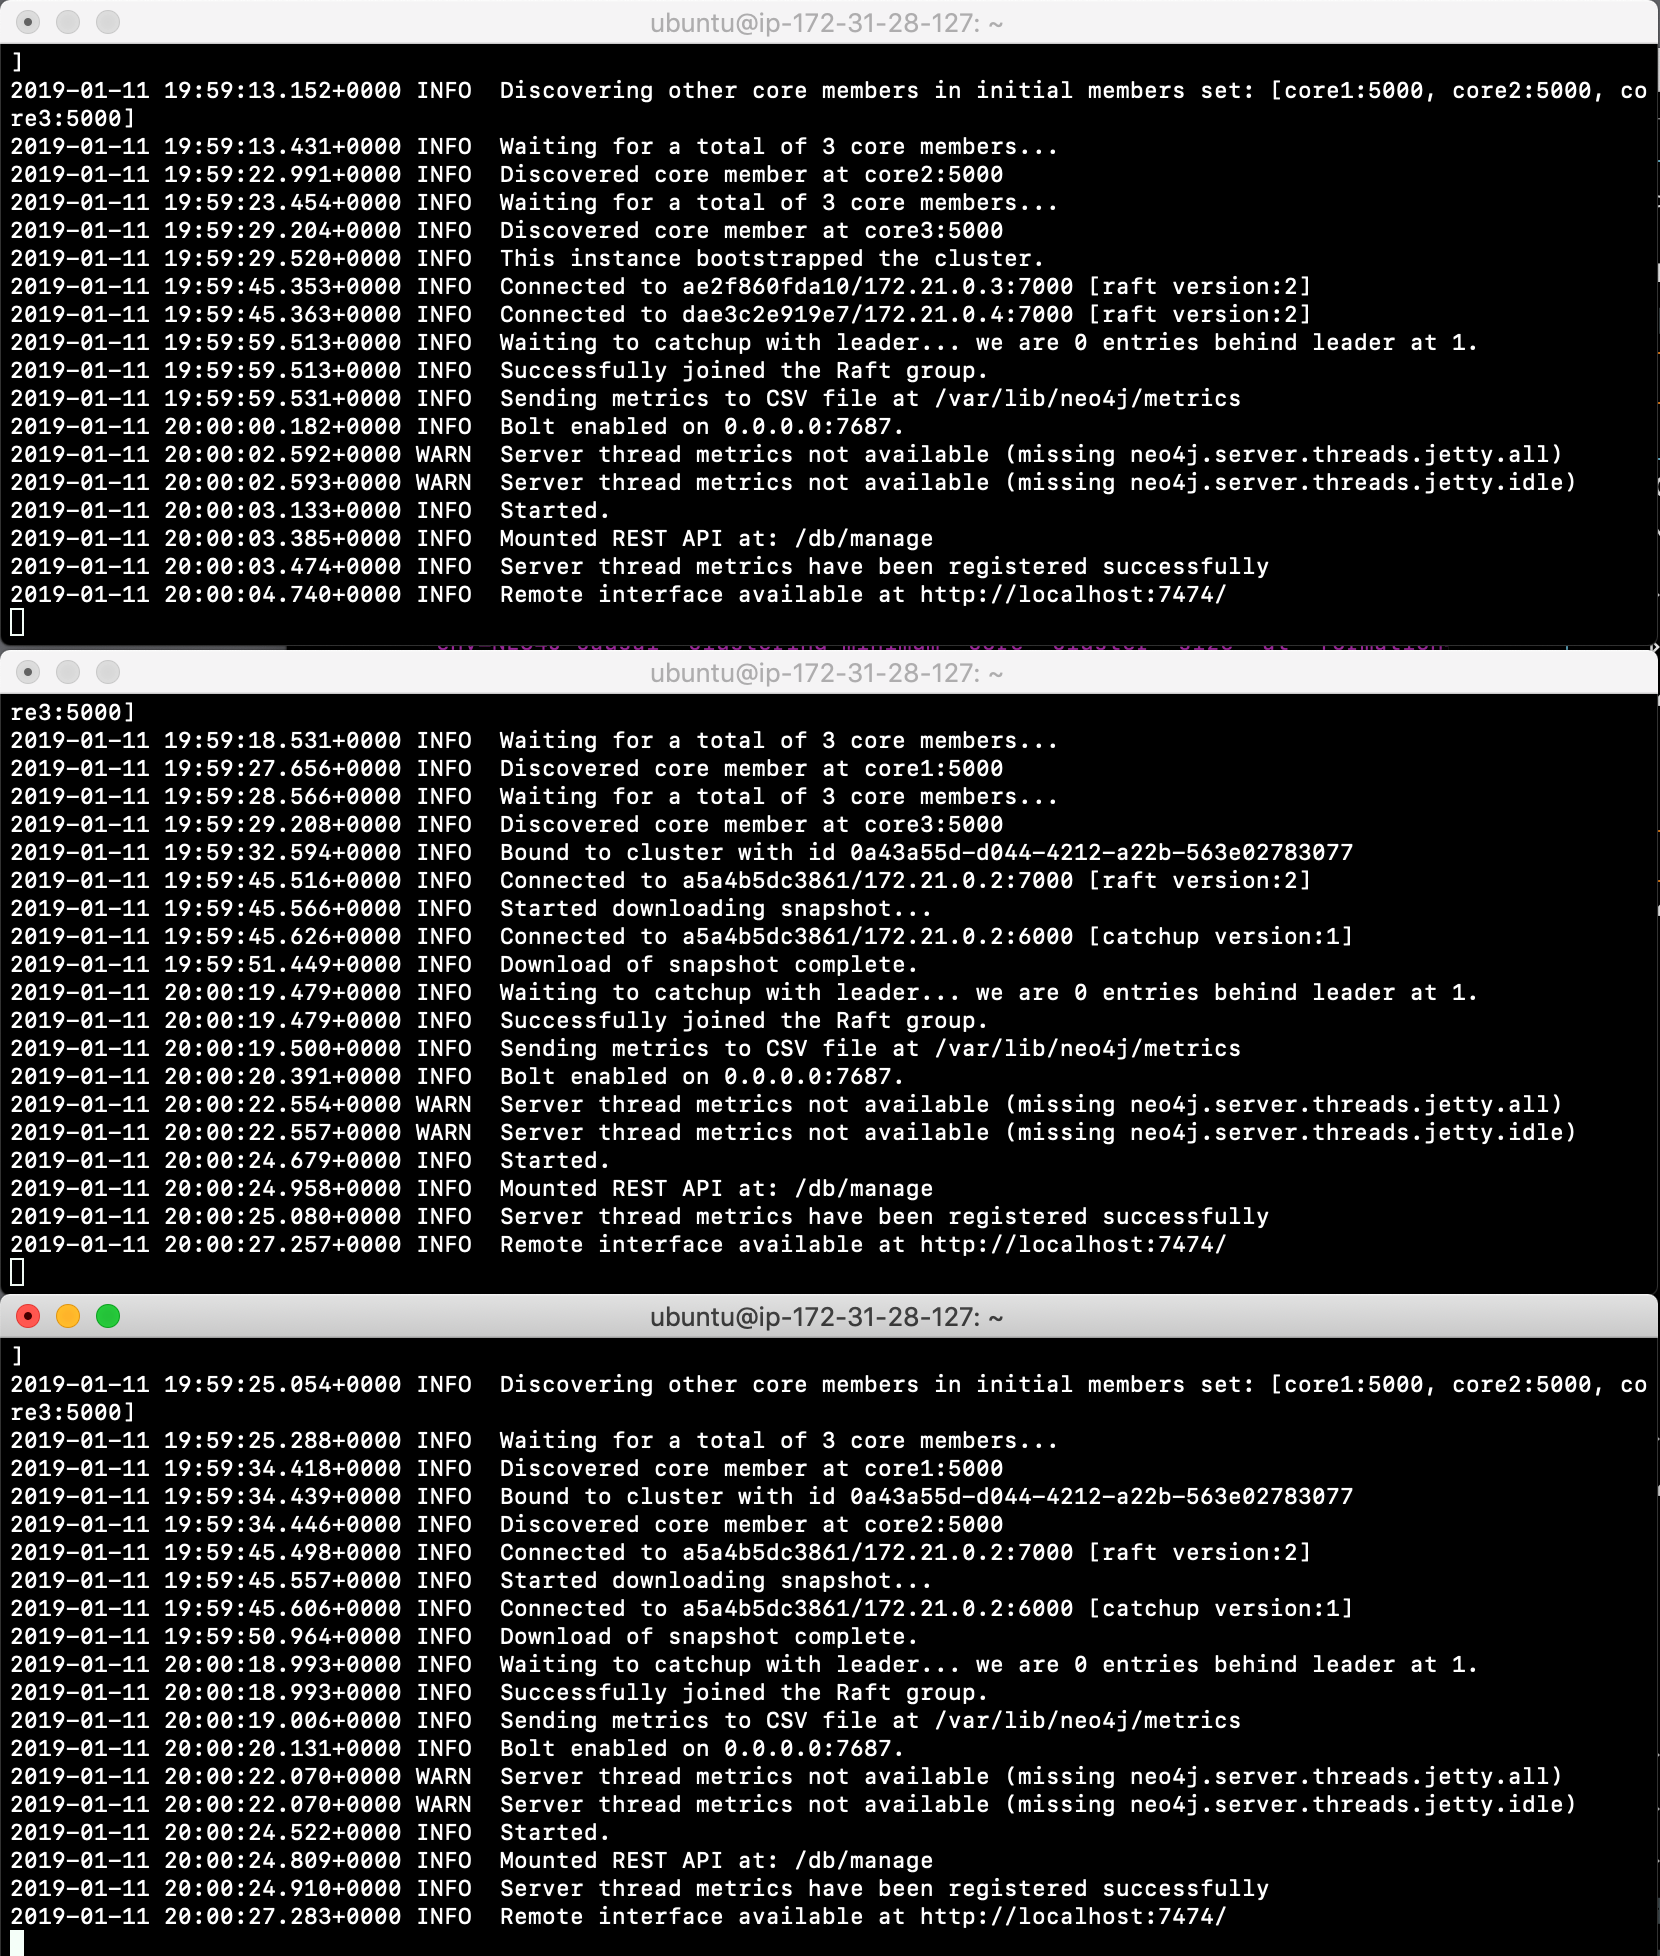 ubuntu@ip-172-31-28-127: ~
]
2019-01-11 19:59:13.152+0000 INFO  Discovering other core members in initial members set: [core1:5000, core2:5000, co
re3:5000]
2019-01-11 19:59:13.431+0000 INFO  Waiting for a total of 3 core members...
2019-01-11 19:59:22.991+0000 INFO  Discovered core member at core2:5000
2019-01-11 19:59:23.454+0000 INFO  Waiting for a total of 3 core members...
2019-01-11 19:59:29.204+0000 INFO  Discovered core member at core3:5000
2019-01-11 19:59:29.520+0000 INFO  This instance bootstrapped the cluster.
2019-01-11 19:59:45.353+0000 INFO  Connected to ae2f860fda10/172.21.0.3:7000 [raft version:2]
2019-01-11 19:59:45.363+0000 INFO  Connected to dae3c2e919e7/172.21.0.4:7000 [raft version:2]
2019-01-11 19:59:59.513+0000 INFO  Waiting to catchup with leader... we are 0 entries behind leader at 1.
2019-01-11 19:59:59.513+0000 INFO  Successfully joined the Raft group.
2019-01-11 19:59:59.531+0000 INFO  Sending metrics to CSV file at /var/lib/neo4j/metrics
2019-01-11 20:00:00.182+0000 INFO  Bolt enabled on 0.0.0.0:7687.
2019-01-11 20:00:02.592+0000 WARN  Server thread metrics not available (missing neo4j.server.threads.jetty.all)
2019-01-11 20:00:02.593+0000 WARN  Server thread metrics not available (missing neo4j.server.threads.jetty.idle)
2019-01-11 20:00:03.133+0000 INFO  Started.
2019-01-11 20:00:03.385+0000 INFO  Mounted REST API at: /db/manage
2019-01-11 20:00:03.474+0000 INFO  Server thread metrics have been registered successfully
2019-01-11 20:00:04.740+0000 INFO  Remote interface available at http://localhost:7474/
ubuntu@ip-172-31-28-127: ~
re3:5000]
2019-01-11 19:59:18.531+0000 INFO  Waiting for a total of 3 core members...
2019-01-11 19:59:27.656+0000 INFO  Discovered core member at core1:5000
2019-01-11 19:59:28.566+0000 INFO  Waiting for a total of 3 core members...
2019-01-11 19:59:29.208+0000 INFO  Discovered core member at core3:5000
2019-01-11 19:59:32.594+0000 INFO  Bound to cluster with id 0a43a55d-d044-4212-a22b-563e02783077
2019-01-11 19:59:45.516+0000 INFO  Connected to a5a4b5dc3861/172.21.0.2:7000 [raft version:2]
2019-01-11 19:59:45.566+0000 INFO  Started downloading snapshot...
2019-01-11 19:59:45.626+0000 INFO  Connected to a5a4b5dc3861/172.21.0.2:6000 [catchup version:1]
2019-01-11 19:59:51.449+0000 INFO  Download of snapshot complete.
2019-01-11 20:00:19.479+0000 INFO  Waiting to catchup with leader... we are 0 entries behind leader at 1.
2019-01-11 20:00:19.479+0000 INFO  Successfully joined the Raft group.
2019-01-11 20:00:19.500+0000 INFO  Sending metrics to CSV file at /var/lib/neo4j/metrics
2019-01-11 20:00:20.391+0000 INFO  Bolt enabled on 0.0.0.0:7687.
2019-01-11 20:00:22.554+0000 WARN  Server thread metrics not available (missing neo4j.server.threads.jetty.all)
2019-01-11 20:00:22.557+0000 WARN  Server thread metrics not available (missing neo4j.server.threads.jetty.idle)
2019-01-11 20:00:24.679+0000 INFO  Started.
2019-01-11 20:00:24.958+0000 INFO  Mounted REST API at: /db/manage
2019-01-11 20:00:25.080+0000 INFO  Server thread metrics have been registered successfully
2019-01-11 20:00:27.257+0000 INFO  Remote interface available at http://localhost:7474/
ubuntu@ip-172-31-28-127: ~
]
2019-01-11 19:59:25.054+0000 INFO  Discovering other core members in initial members set: [core1:5000, core2:5000, co
re3:5000]
2019-01-11 19:59:25.288+0000 INFO  Waiting for a total of 3 core members...
2019-01-11 19:59:34.418+0000 INFO  Discovered core member at core1:5000
2019-01-11 19:59:34.439+0000 INFO  Bound to cluster with id 0a43a55d-d044-4212-a22b-563e02783077
2019-01-11 19:59:34.446+0000 INFO  Discovered core member at core2:5000
2019-01-11 19:59:45.498+0000 INFO  Connected to a5a4b5dc3861/172.21.0.2:7000 [raft version:2]
2019-01-11 19:59:45.557+0000 INFO  Started downloading snapshot...
2019-01-11 19:59:45.606+0000 INFO  Connected to a5a4b5dc3861/172.21.0.2:6000 [catchup version:1]
2019-01-11 19:59:50.964+0000 INFO  Download of snapshot complete.
2019-01-11 20:00:18.993+0000 INFO  Waiting to catchup with leader... we are 0 entries behind leader at 1.
2019-01-11 20:00:18.993+0000 INFO  Successfully joined the Raft group.
2019-01-11 20:00:19.006+0000 INFO  Sending metrics to CSV file at /var/lib/neo4j/metrics
2019-01-11 20:00:20.131+0000 INFO  Bolt enabled on 0.0.0.0:7687.
2019-01-11 20:00:22.070+0000 WARN  Server thread metrics not available (missing neo4j.server.threads.jetty.all)
2019-01-11 20:00:22.070+0000 WARN  Server thread metrics not available (missing neo4j.server.threads.jetty.idle)
2019-01-11 20:00:24.522+0000 INFO  Started.
2019-01-11 20:00:24.809+0000 INFO  Mounted REST API at: /db/manage
2019-01-11 20:00:24.910+0000 INFO  Server thread metrics have been registered successfully
2019-01-11 20:00:27.283+0000 INFO  Remote interface available at http://localhost:7474/